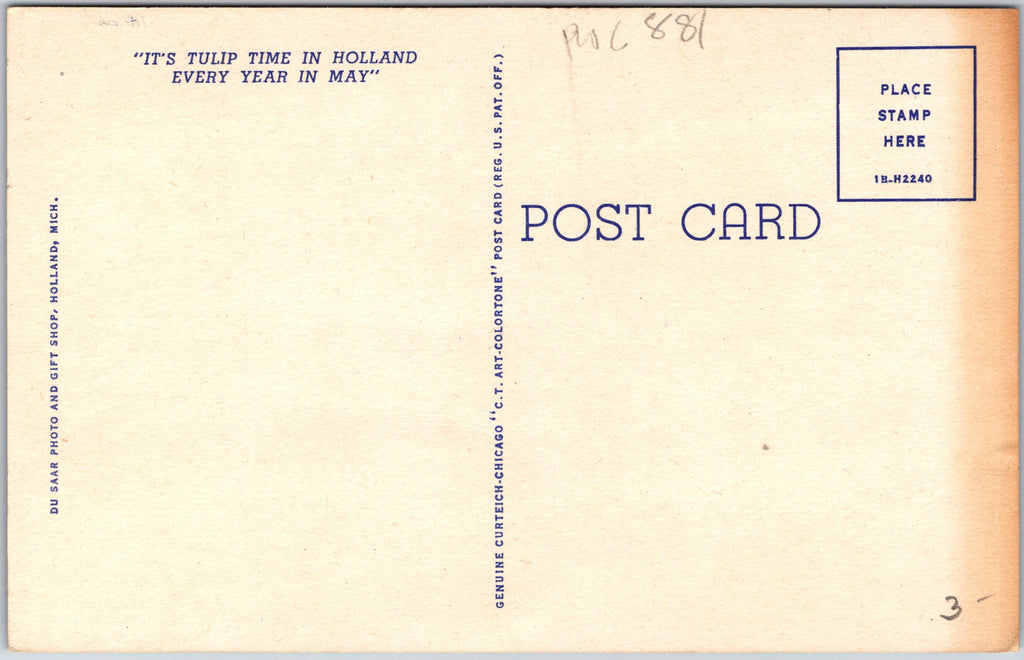 "IT'S TULIP TIME IN HOLLAND
EVERY YEAR IN MAY"
DU SAAR PHOTO AND GIFT SHOP, HOLLAND, MICH.
GENUINE CURTEICH-CHICAGO "C.T. ART-COLORTONE" POST CARD (REG. U.S. PAT. OFF.)
881
PLACE
STAMP
HERE
1B-H2240
POST CARD
3-